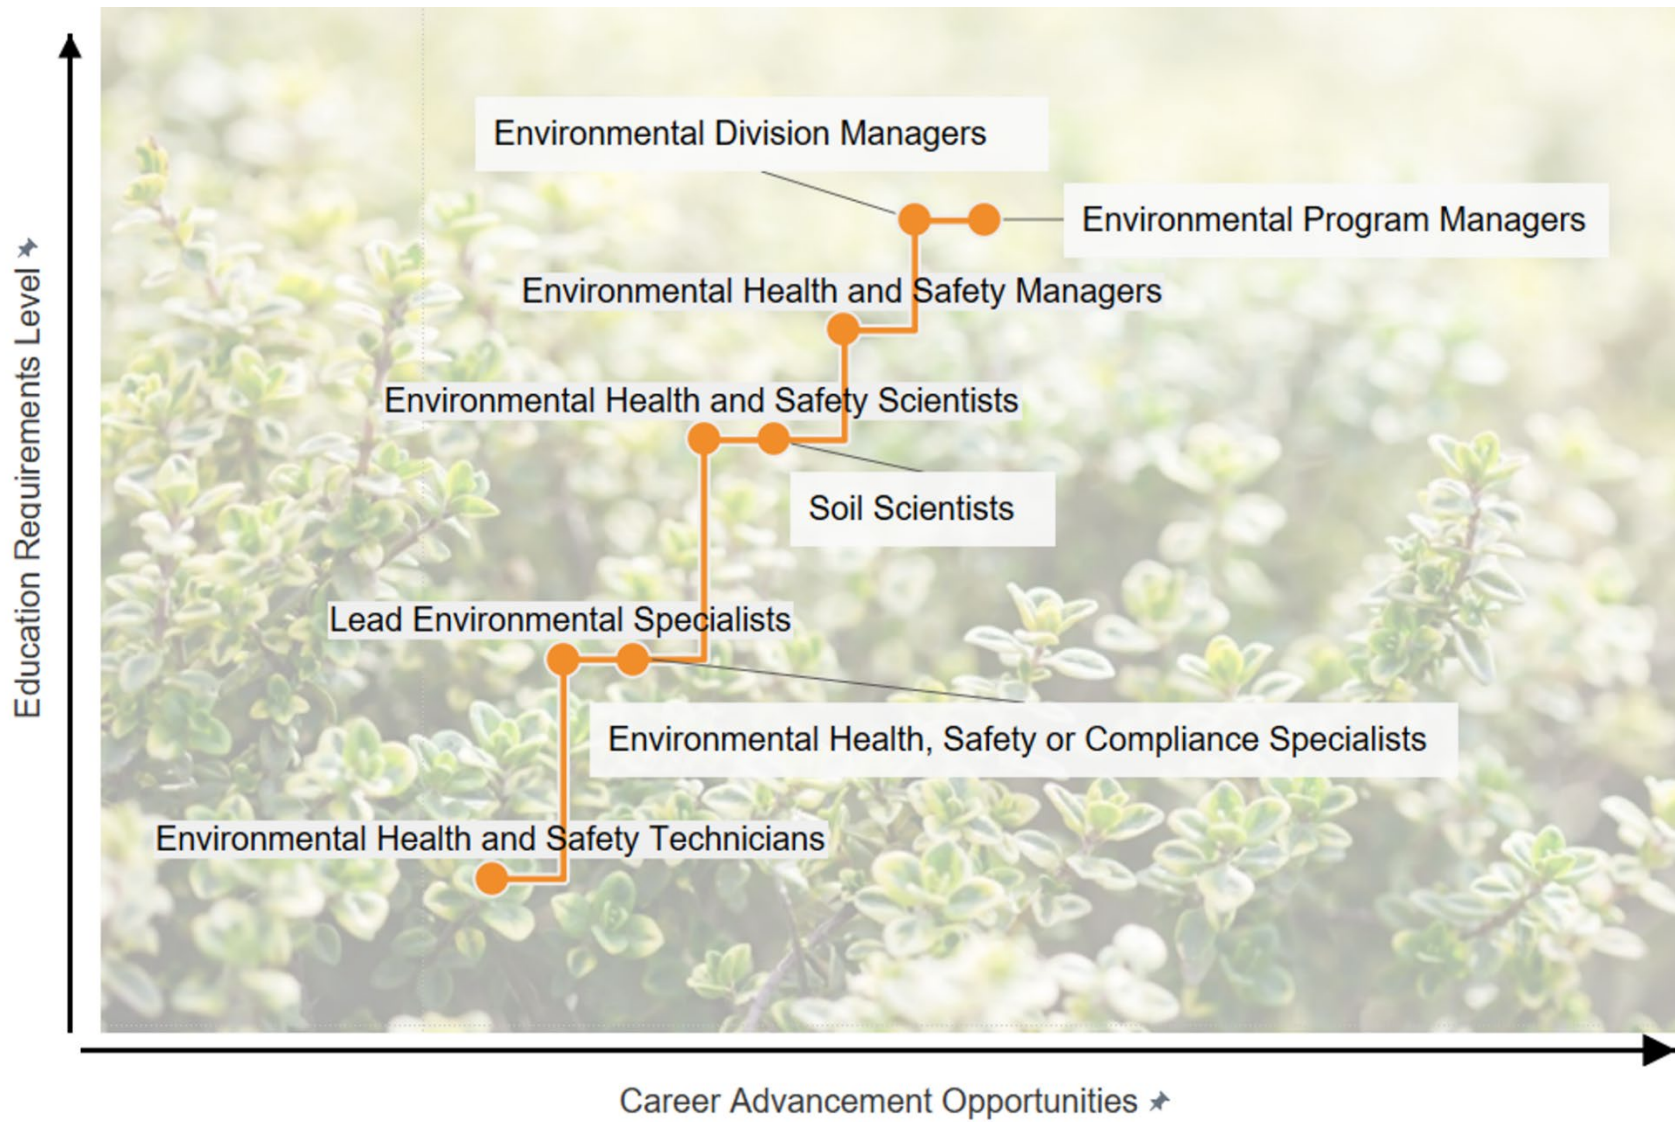 Environmental Division Managers
Environmental Program Managers
Environmental Health and Safety Managers
Environmental Health and Safety Scientists
Soil Scientists
Lead Environmental Specialists
Environmental Health, Safety or Compliance Specialists
Environmental Health and Safety Technicians
Education Requirements Level
Career Advancement Opportunities